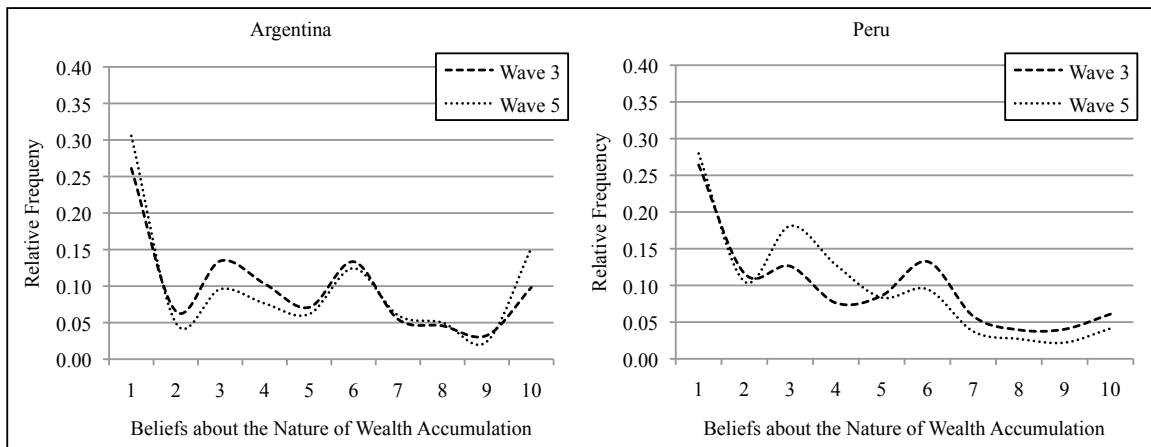 Argentina
Wave 3
Wave 5
0.40
0.35
0.30
0.25
0.20
0.15
0.10
0.05
0.00
Relative Frequeny
1 2 3 4 5 6 7 8 9 10
Beliefs about the Nature of Wealth Accumulation
Peru
Wave 3
Wave 5
0.40
0.35
0.30
0.25
0.20
0.15
0.10
0.05
0.00
Relative Frequency
1 2 3 4 5 6 7 8 9 10
Beliefs about the Nature of Wealth Accumulation